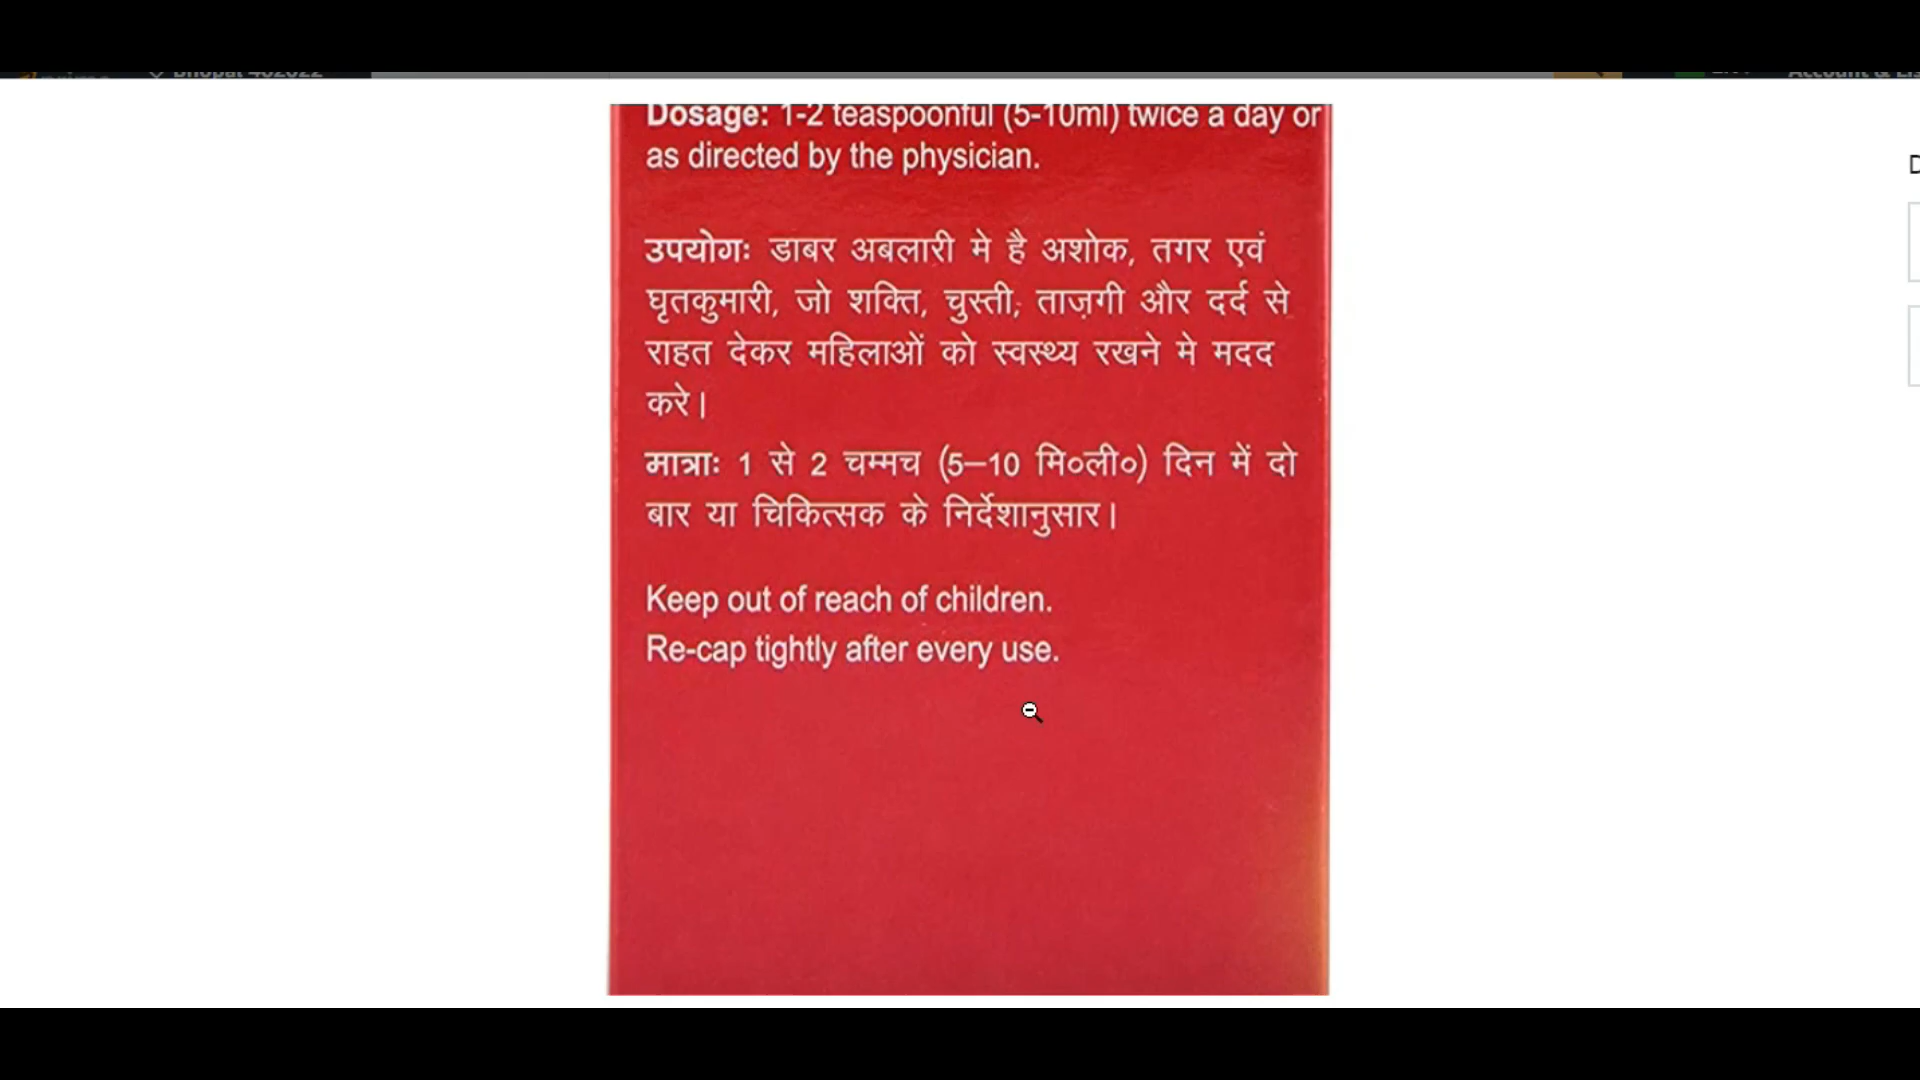 Bhopal 462022
Dosage: 1-2 teaspoonful (5-10ml) twice a day or
as directed by the physician.
उपयोगः डाबर अबलारी मे है अशोक, तगर एवं
घृतकुमारी, जो शक्ति, चुस्ती, ताज़गी और दर्द से
राहत देकर महिलाओं को स्वस्थ्य रखने मे मदद
करे।
मात्राः 1 से 2 चम्मच (5–10 मि०ली०) दिन में दो
बार या चिकित्सक के निर्देशानुसार।
Keep out of reach of children.
Re-cap tightly after every use.